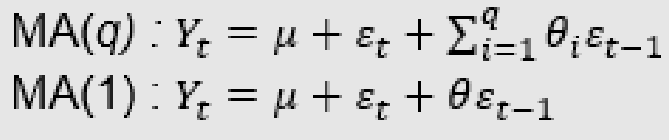 MA(q) : Y_t = μ + ε_t + ∑_{i=1}^{q} θ_i ε_{t−1}
MA(1) : Y_t = μ + ε_t + θε_{t−1}